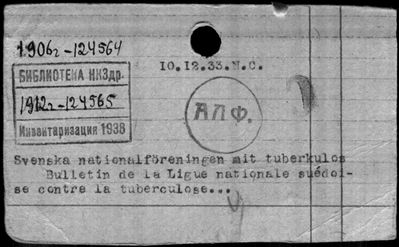 1906г-124564
10.12.33.N.C.
БИБЛИОТЕКА НКЗдр.
1912г-124565
Инвентаризация 1938
АПФ.
Svenska nationalföreningen mit tuberkulos
Bulletin de la Ligue nationale suédoi-
se contre la tuberculose...